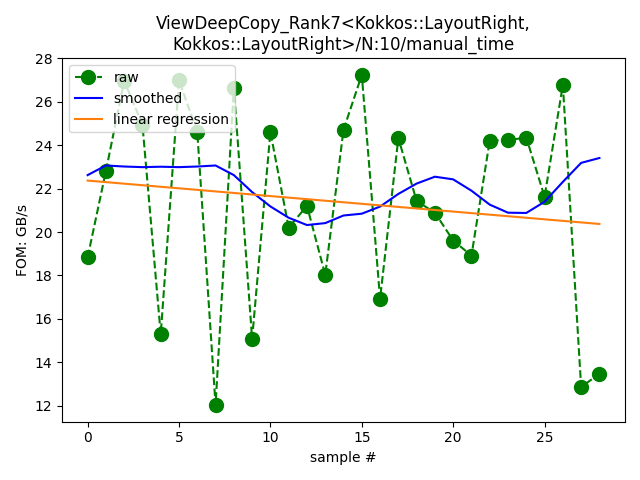 ViewDeepCopy_Rank7<Kokkos::LayoutRight,
Kokkos::LayoutRight>/N:10/manual_time
raw
smoothed
linear regression
FOM: GB/s
28
26
24
22
20
18
16
14
12
0
5
10
15
20
25
sample #